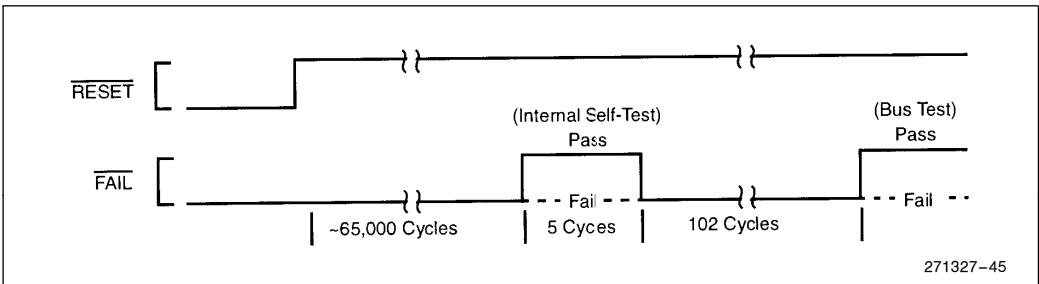 RESET
(Internal Self-Test)
Pass
(Bus Test)
Pass
FAIL
Fail
Fail
~65,000 Cycles
5 Cyces
102 Cycles
271327-45